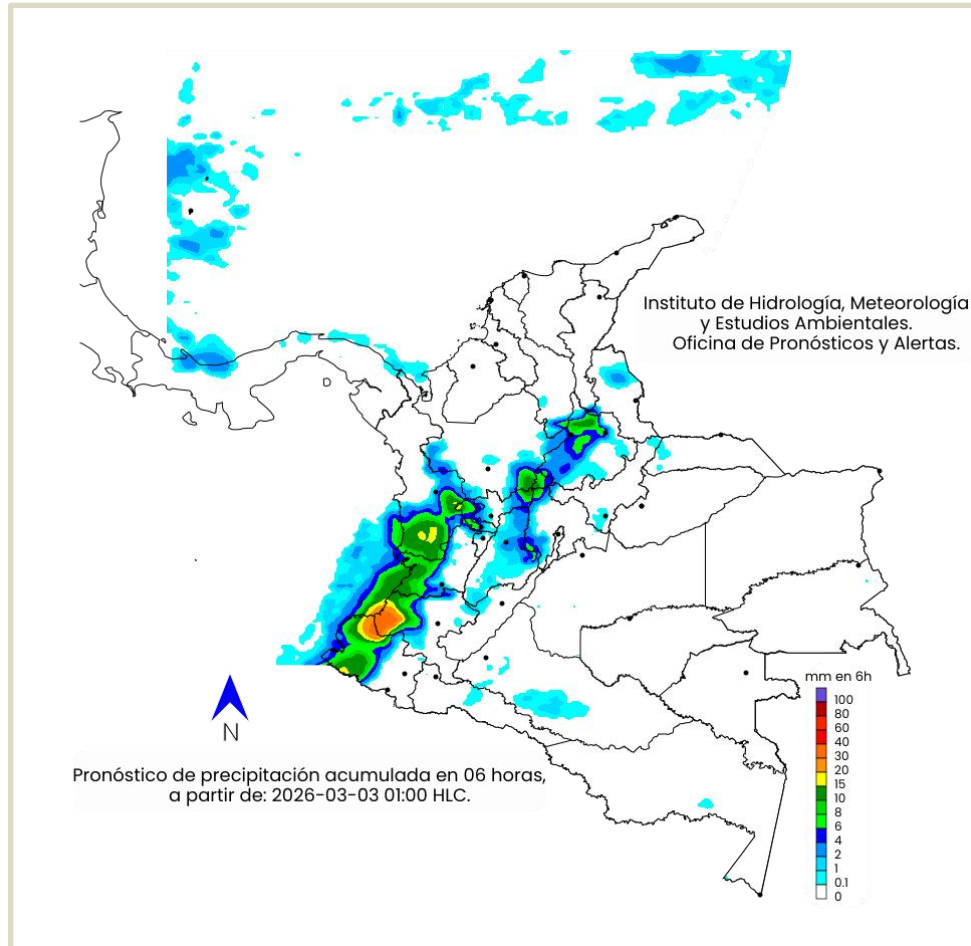 Instituto de Hidrología, Meteorología
y Estudios Ambientales.
Oficina de Pronósticos y Alertas.
mm en 6h
100
80
60
40
30
20
15
10
8
6
4
2
1
0.1
0
N
Pronóstico de precipitación acumulada en 06 horas,
a partir de: 2026-03-03 01:00 HLC.